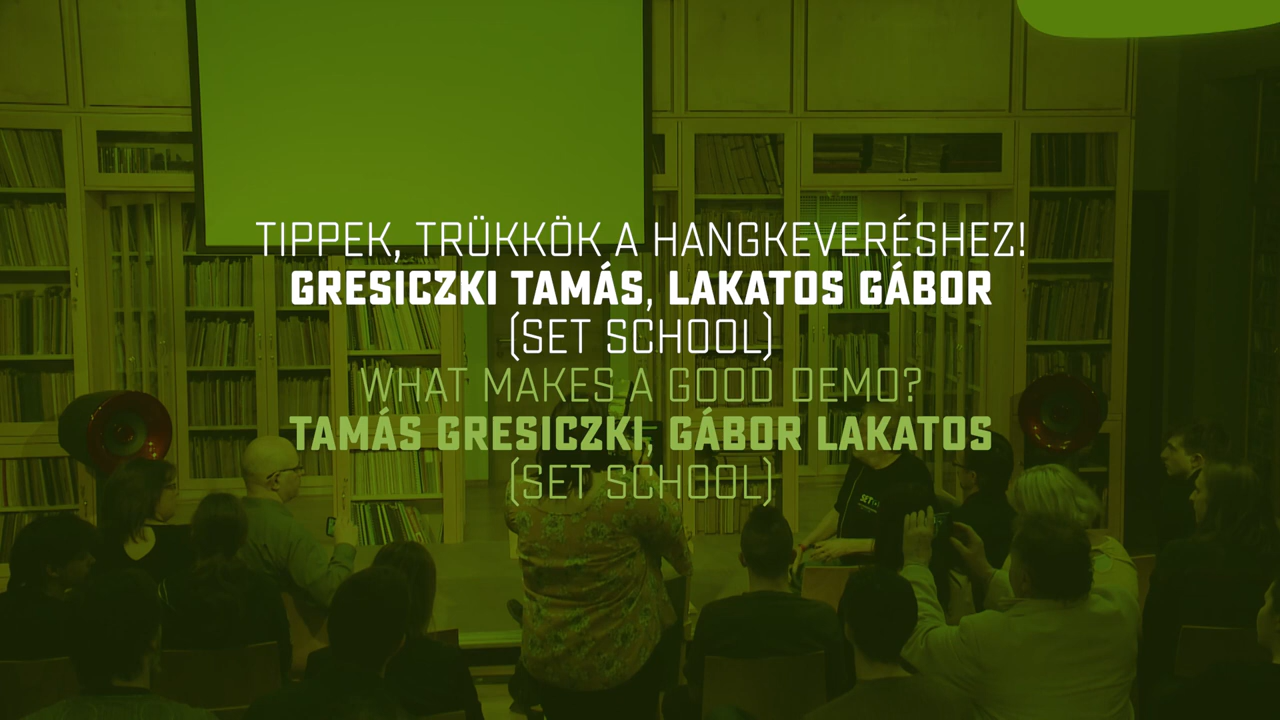 TIPPEK, TRÜKKÖK A HANGKEVERÉSHEZ!
GRESICZKI TAMÁS, LAKATOS GÁBOR
(SET SCHOOL)
WHAT MAKES A GOOD DEMO?
TAMÁS GRESICZKI, GÁBOR LAKATOS
(SET SCHOOL)